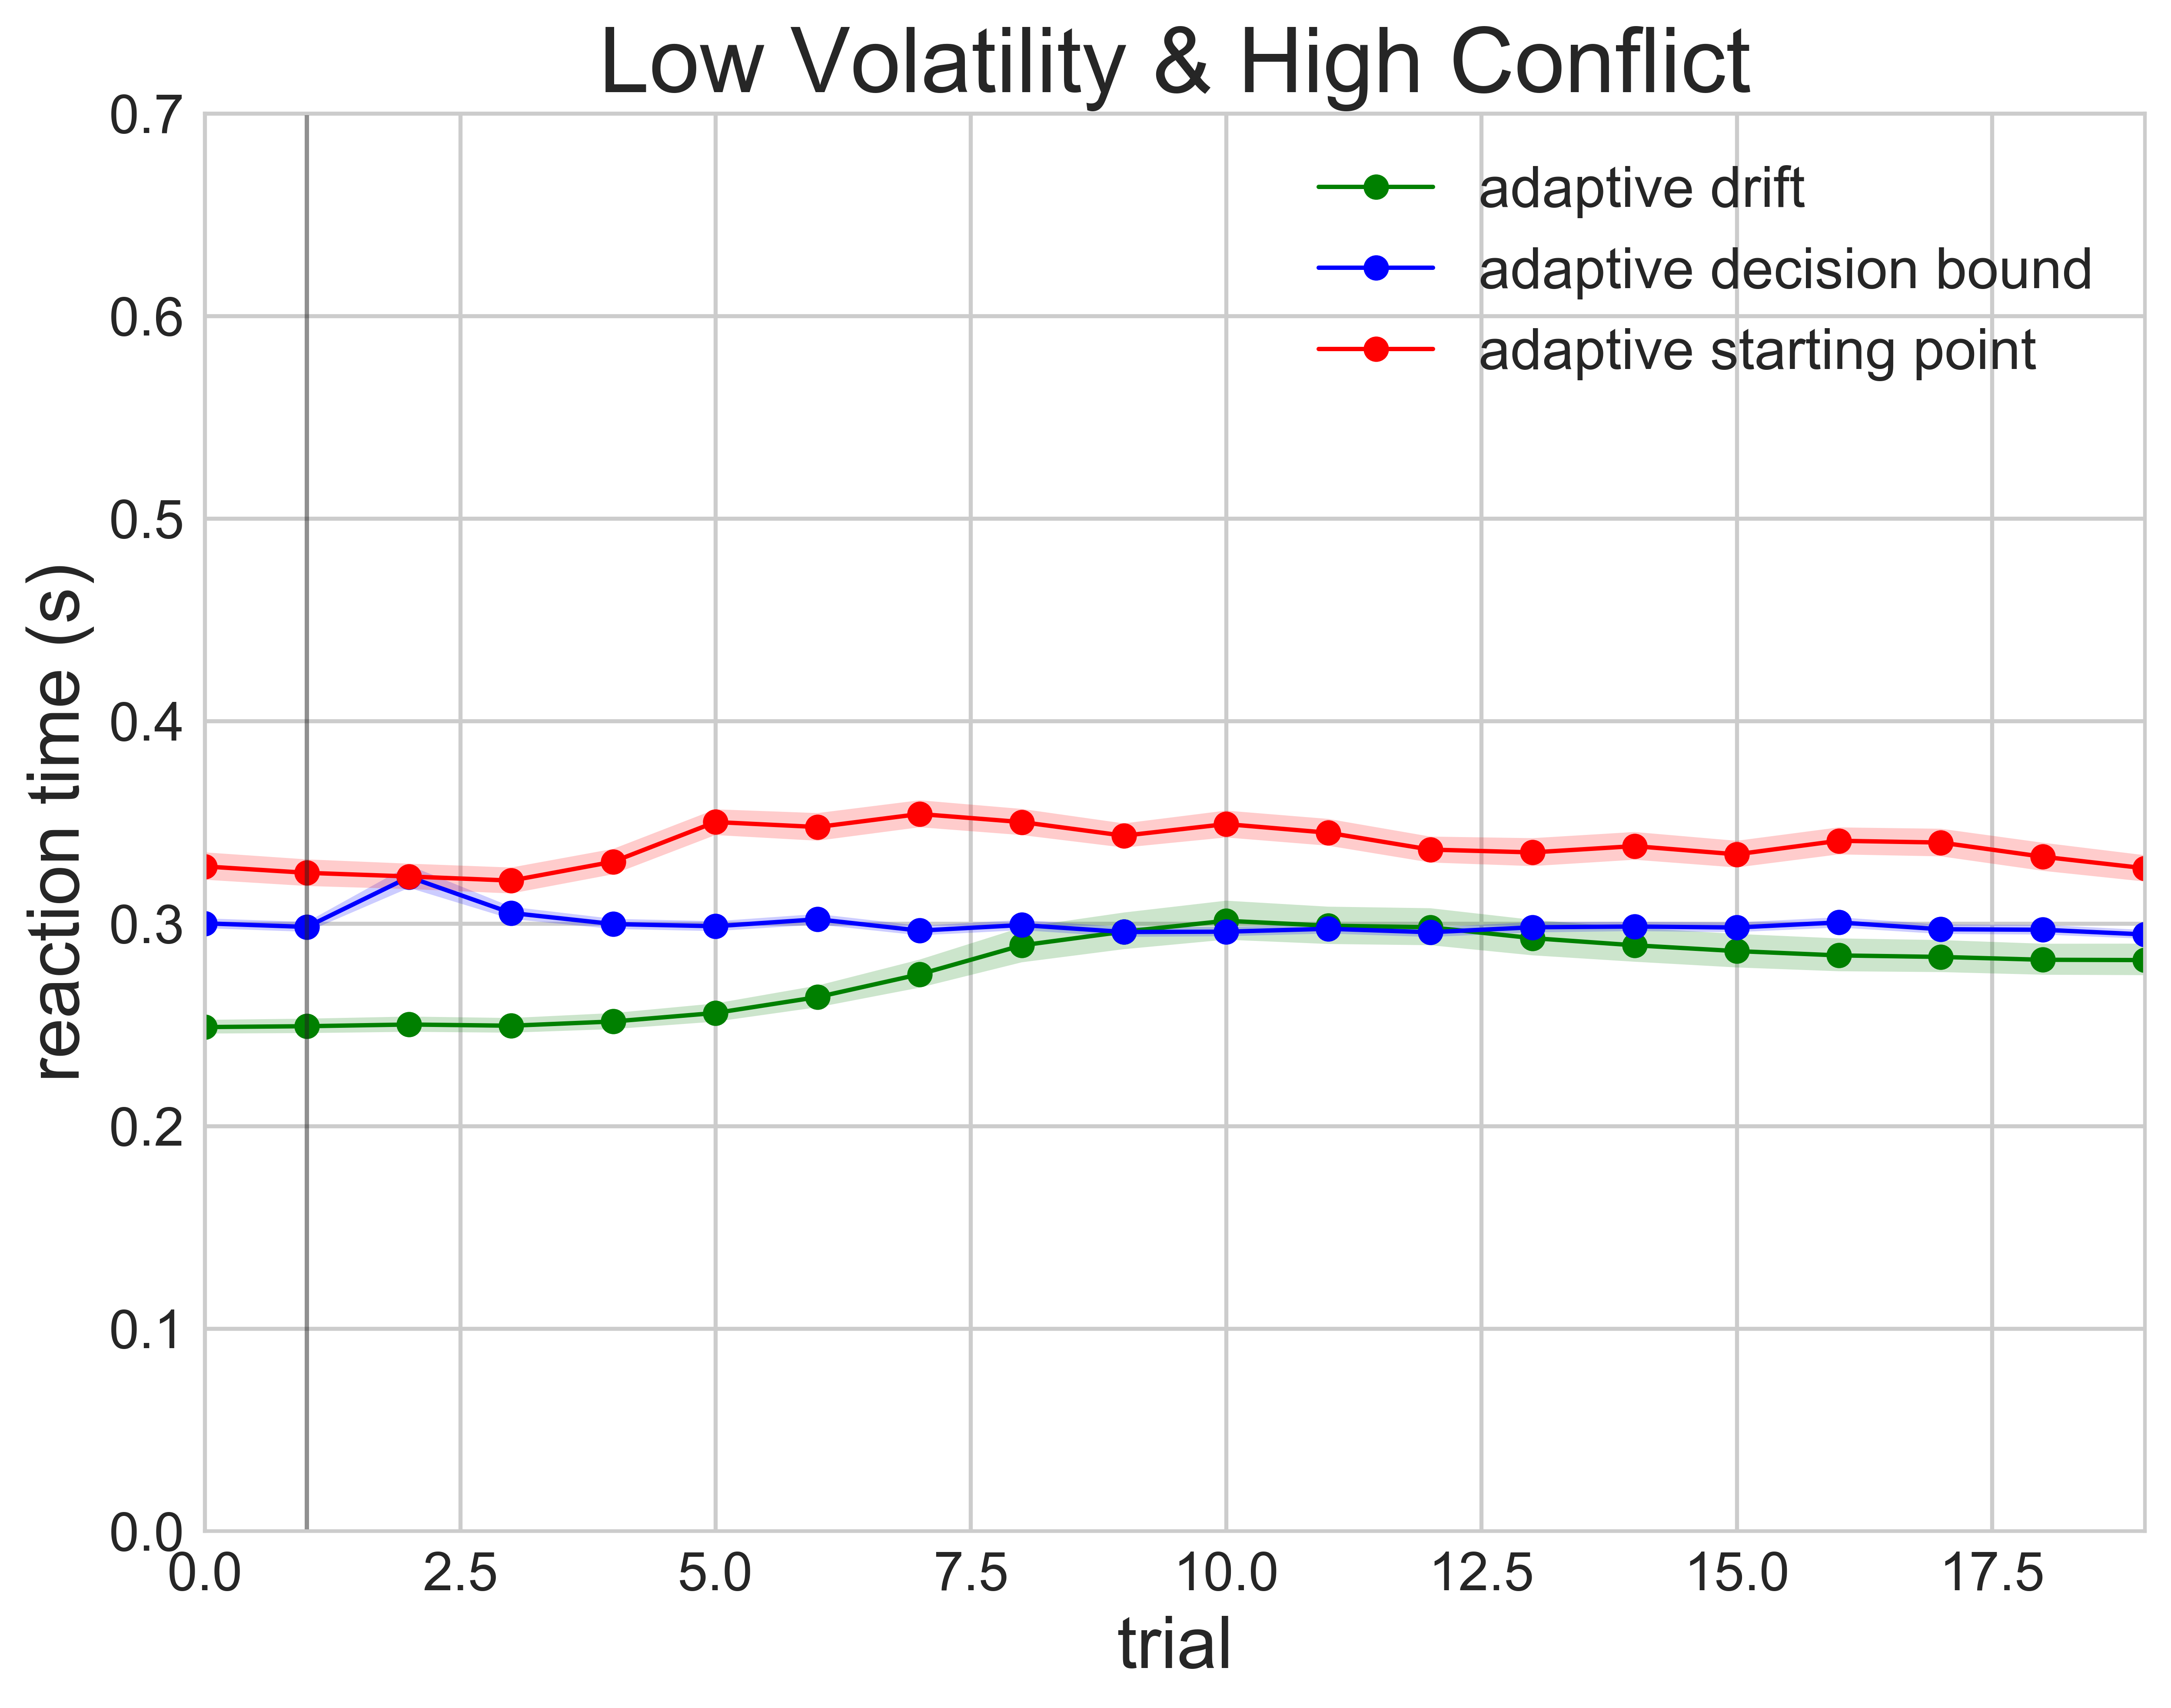 Low Volatility & High Conflict
0.7
0.6
0.5
0.4
0.3
0.2
0.1
0.0
reaction time (s)
adaptive drift
adaptive decision bound
adaptive starting point
0.0 2.5 5.0 7.5 10.0 12.5 15.0 17.5
trial